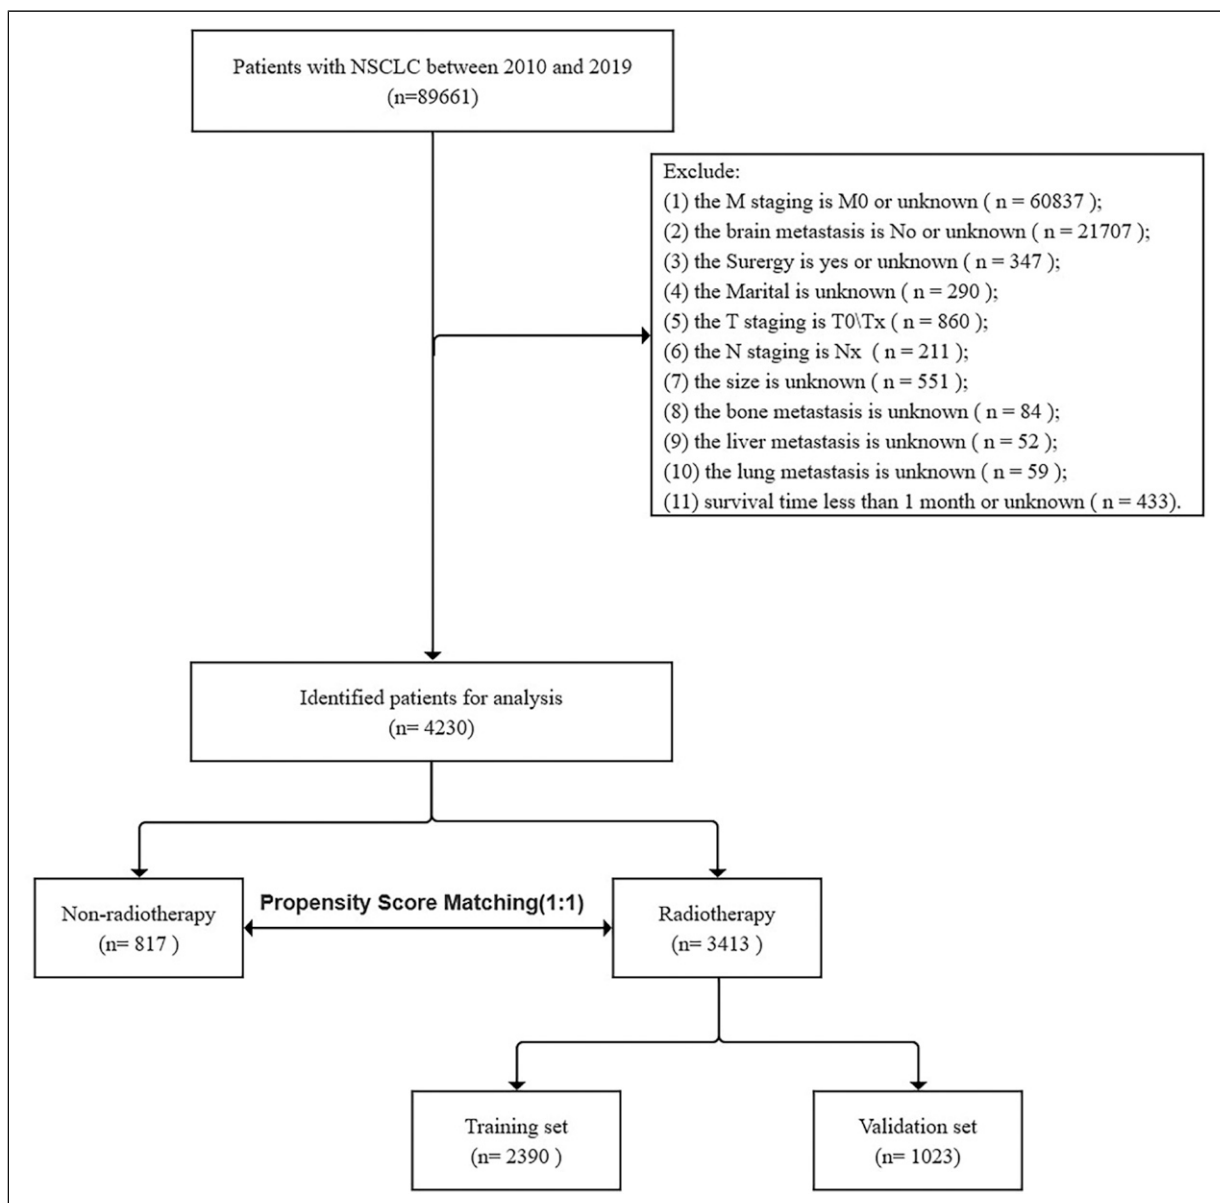 Patients with NSCLC between 2010 and 2019
(n=89661)
Exclude:
(1) the M staging is M0 or unknown ( n = 60837 );
(2) the brain metastasis is No or unknown ( n = 21707 );
(3) the Surergy is yes or unknown ( n = 347 );
(4) the Marital is unknown ( n = 290 );
(5) the T staging is T0\Tx ( n = 860 );
(6) the N staging is Nx ( n = 211 );
(7) the size is unknown ( n = 551 );
(8) the bone metastasis is unknown ( n = 84 );
(9) the liver metastasis is unknown ( n = 52 );
(10) the lung metastasis is unknown ( n = 59 );
(11) survival time less than 1 month or unknown ( n = 433).
Identified patients for analysis
(n= 4230)
Non-radiotherapy
(n= 817 )
Propensity Score Matching(1:1)
Radiotherapy
(n= 3413 )
Training set
(n= 2390 )
Validation set
(n= 1023)